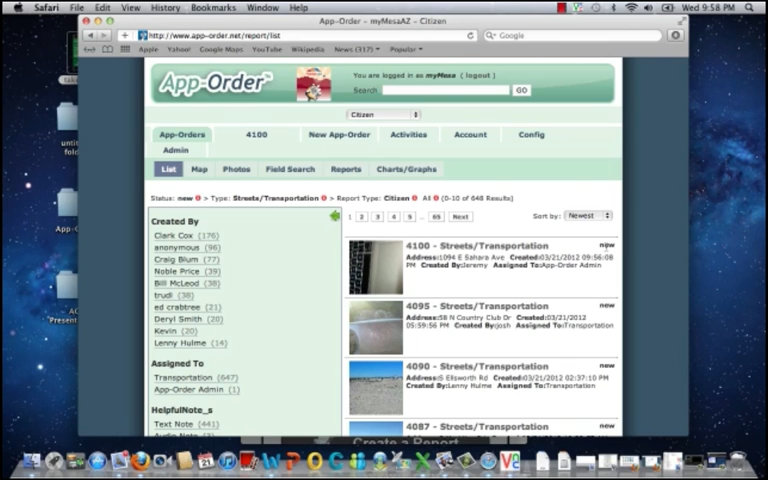 Safari File Edit View History Bookmarks Window Help Wed 9:58 PM
App-Order - myMesaAZ - Citizen
http://www.app-order.net/report/list Google
Apple Yahoo! Google Maps YouTube Wikipedia News (317) Popular
App-Order
You are logged in as myMesa ( logout )
Search GO
Citizen
App-Orders 4100 New App-Order Activities Account Config
Admin
List Map Photos Field Search Reports Charts/Graphs
Status: new > Type: Streets/Transportation > Report Type: Citizen All (0-10 of 648 Results)
Created By
Clark Cox (176)
anonymous (96)
Craig Blum (77)
Noble Price (39)
Bill McLeod (38)
trudi (38)
ed crabtree (21)
Deryl Smith (20)
Kevin (20)
Lenny Hulme (14)
Assigned To
Transportation (647)
App-Order Admin (1)
HelpfulNote_s
Text Note (441)
1 2 3 4 5 .. 65 Next Sort by: Newest
4100 - Streets/Transportation new
Address:1094 E Sahara Ave Created:03/21/2012 09:56:08
PM Created By:Jeremy Assigned To:App-Order Admin
4095 - Streets/Transportation new
Address:58 N Country Club Dr Created:03/21/2012
05:59:56 PM Created By:josh Assigned To:Transportation
4090 - Streets/Transportation new
Address:S Ellsworth Rd Created:03/21/2012 02:37:10 PM
Created By:Lenny Hulme Assigned To:Transportation
4087 - Streets/Transportation new
Create a Report